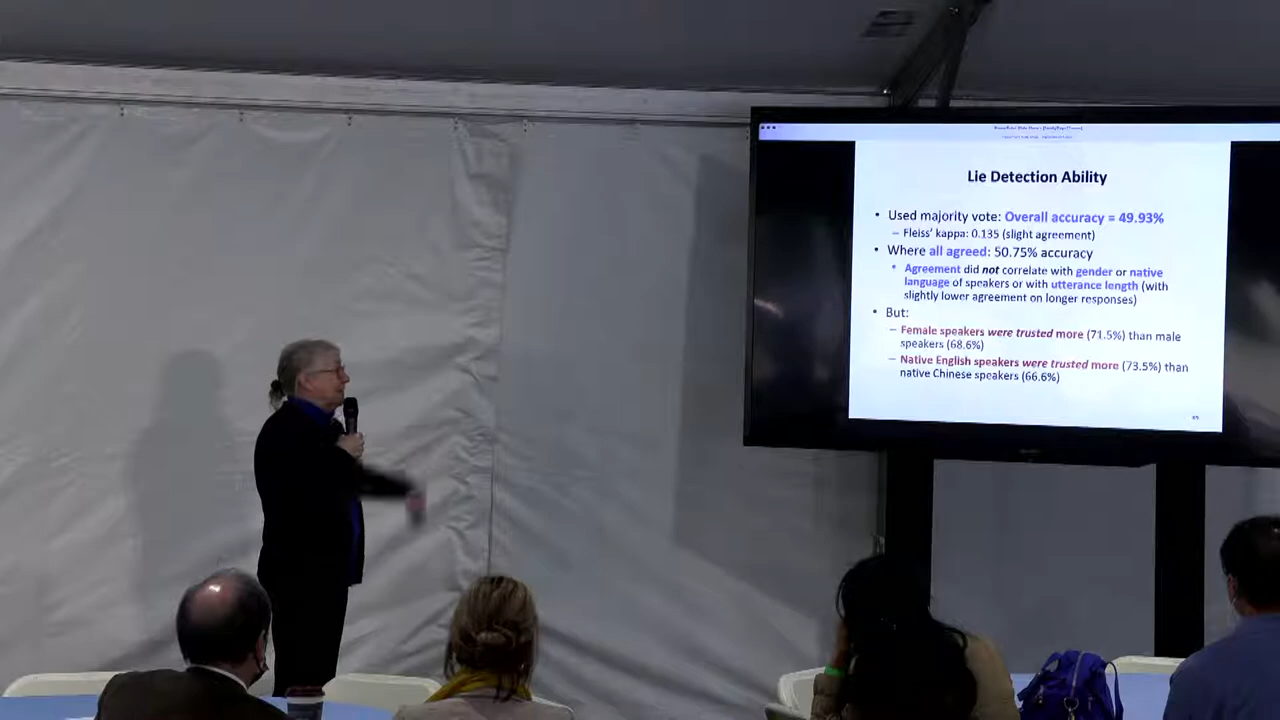 Lie Detection Ability
• Used majority vote: Overall accuracy = 49.93%
– Fleiss' kappa: 0.135 (slight agreement)
• Where all agreed: 50.75% accuracy
• Agreement did not correlate with gender or native
language of speakers or with utterance length (with
slightly lower agreement on longer responses)
• But:
– Female speakers were trusted more (71.5%) than male
speakers (68.6%)
– Native English speakers were trusted more (73.5%) than
native Chinese speakers (66.6%)